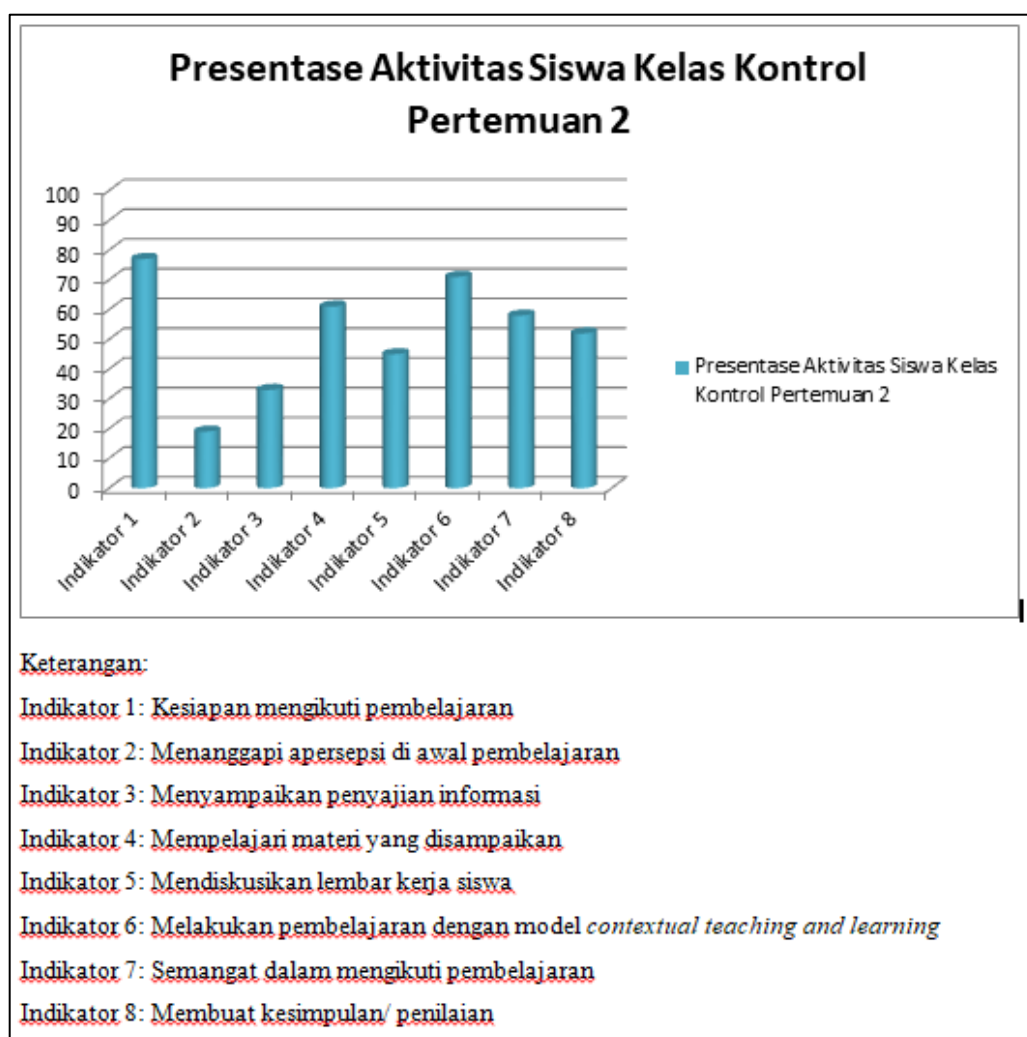 Presentase Aktivitas Siswa Kelas Kontrol
Pertemuan 2
100
90
80
70
60
50
40
30
20
10
0
Indikator 1
Indikator 2
Indikator 3
Indikator 4
Indikator 5
Indikator 6
Indikator 7
Indikator 8
Presentase Aktivitas Siswa Kelas
Kontrol Pertemuan 2
Keterangan:
Indikator 1: Kesiapan mengikuti pembelajaran
Indikator 2: Menanggapi apersepsi di awal pembelajaran
Indikator 3: Menyampaikan penyajian informasi
Indikator 4: Mempelajari materi yang disampaikan
Indikator 5: Mendiskusikan lembar kerja siswa
Indikator 6: Melakukan pembelajaran dengan model contextual teaching and learning
Indikator 7: Semangat dalam mengikuti pembelajaran
Indikator 8: Membuat kesimpulan/ penilaian